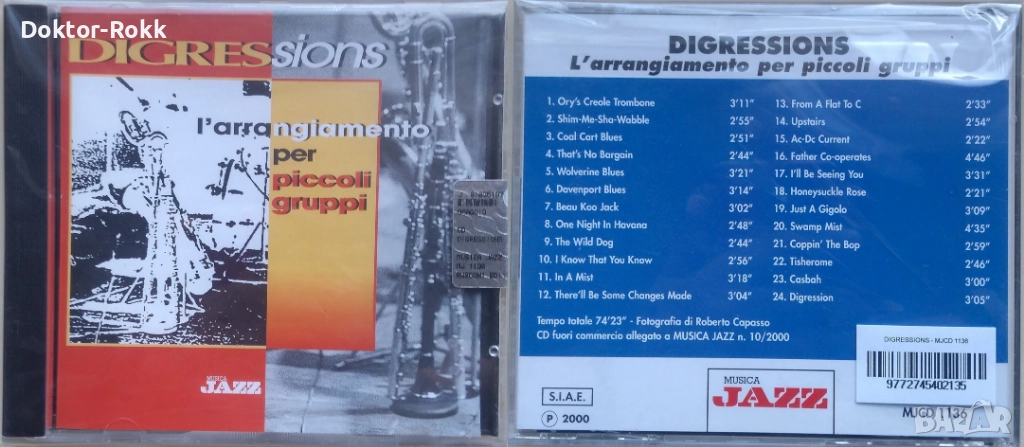 Doktor-Rokk
DIGRESsions
l'arrangiamento
per
piccoli
gruppi
DIGRESSIONS
MUSICA JAZZ
MUSICA
JAZZ
DIGRESSIONS
L'arrangiamento per piccoli gruppi
1. Ory's Creole Trombone 3'11"
2. Shim-Me-Sha-Wabble 2'55"
3. Coal Cart Blues 2'51"
4. That's No Bargain 2'44"
5. Wolverine Blues 3'21"
6. Davenport Blues 3'14"
7. Beau Koo Jack 3'02"
8. One Night In Havana 2'48"
9. The Wild Dog 2'44"
10. I Know That You Know 2'56"
11. In A Mist 3'18"
12. There'll Be Some Changes Made 3'04"
13. From A Flat To C 2'33"
14. Upstairs 2'54"
15. Ac-Dc Current 2'22"
16. Father Co-operates 4'46"
17. I'll Be Seeing You 3'31"
18. Honeysuckle Rose 2'21"
19. Just A Gigolo 3'09"
20. Swamp Mist 4'35"
21. Coppin' The Bop 2'59"
22. Tisherome 2'46"
23. Casbah 3'00"
24. Digression 3'05"
Tempo totale 74'23" - Fotografia di Roberto Capasso
CD fuori commercio allegato a MUSICA JAZZ n. 10/2000
DIGRESSIONS - MJCD 1136
9772745402135
S.I.A.E.
P 2000
MUSICA
JAZZ
MJCD 1136